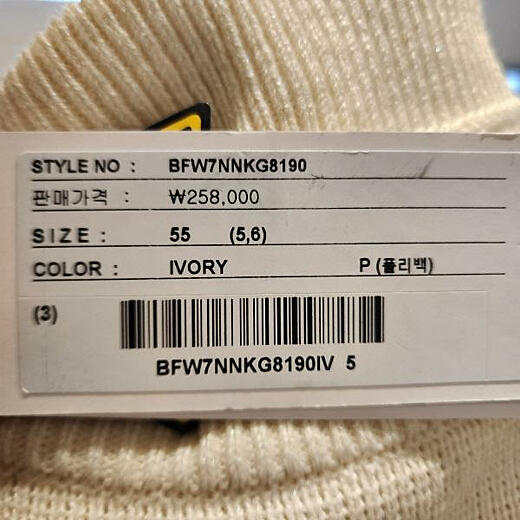 STYLE NO : BFW7NNKG8190
판매가격 : ₩258,000
SIZE : 55 (5,6)
COLOR : IVORY P (폴리백)
(3)
BFW7NNKG8190IV 5